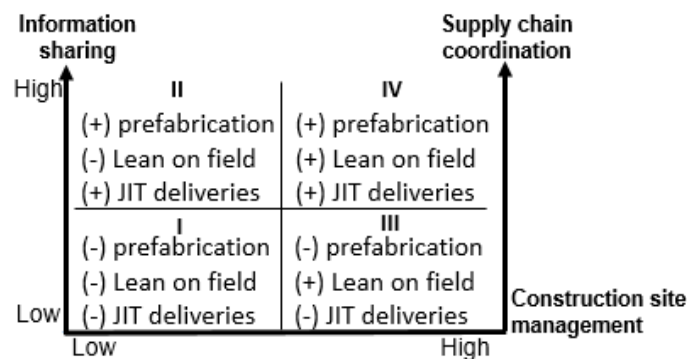 Information
sharing
Supply chain
coordination
High
II
(+) prefabrication
(-) Lean on field
(+) JIT deliveries
IV
(+) prefabrication
(+) Lean on field
(+) JIT deliveries
I
(-) prefabrication
(-) Lean on field
(-) JIT deliveries
III
(-) prefabrication
(+) Lean on field
(-) JIT deliveries
Low
Low
High
Construction site
management